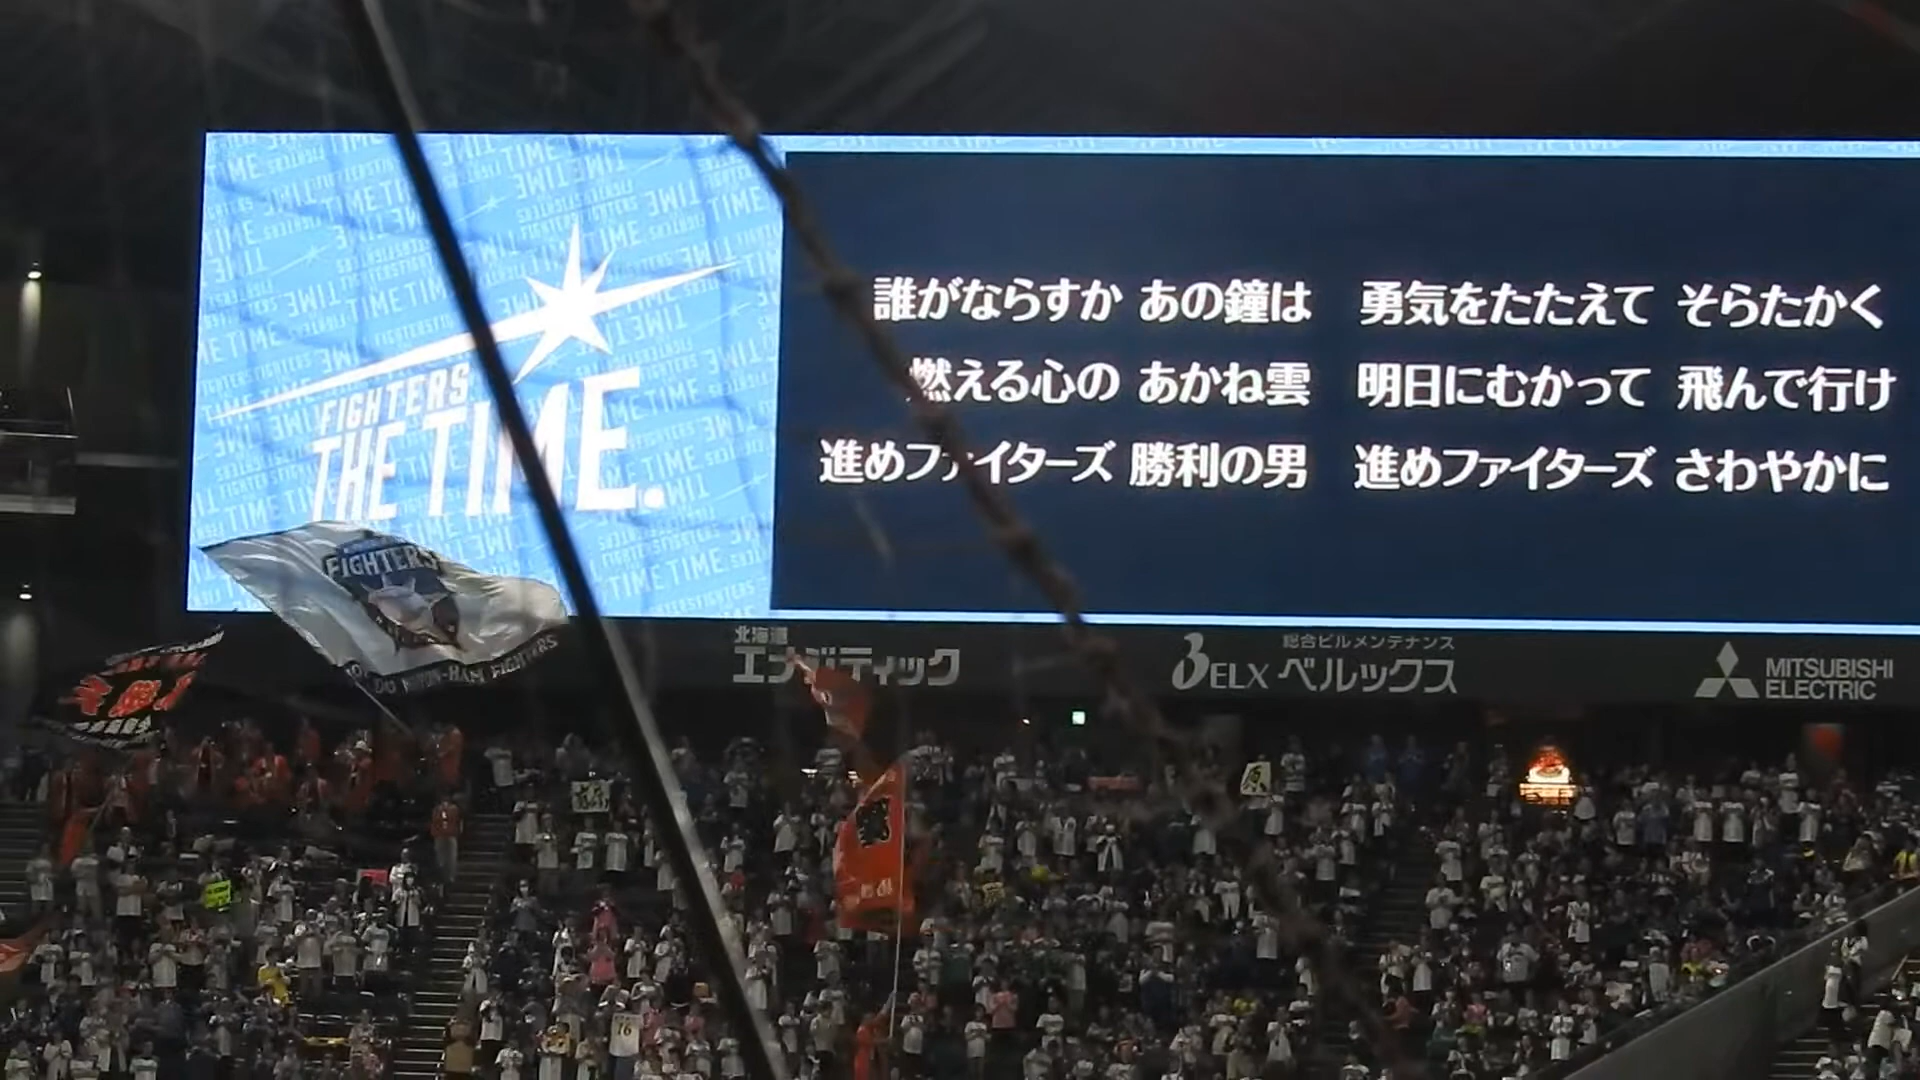 FIGHTERS
THE TIME.
誰がならすか あの鐘は 勇気をたたえて そらたかく
燃える心の あかね雲 明日にむかって 飛んで行け
進めファイターズ 勝利の男 進めファイターズ さわやかに
FIGHTERS
NIPPON-HAM FIGHTERS
北海道
エナジティック
BELX 総合ビルメンテナンス
ベルックス
MITSUBISHI
ELECTRIC
原
76